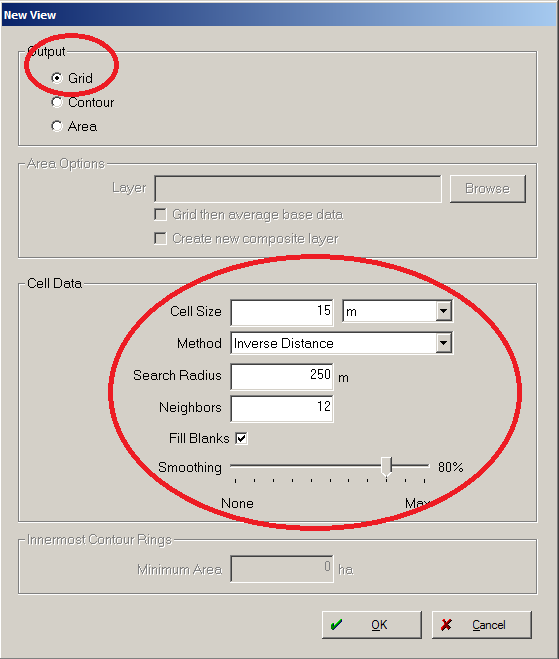 New View
Output
Grid
Contour
Area
Area Options
Layer Browse
Grid then average base data
Create new composite layer
Cell Data
Cell Size 15 m
Method Inverse Distance
Search Radius 250 m
Neighbors 12
Fill Blanks
Smoothing 80%
None Max
Innermost Contour Rings
Minimum Area 0 ha
OK Cancel